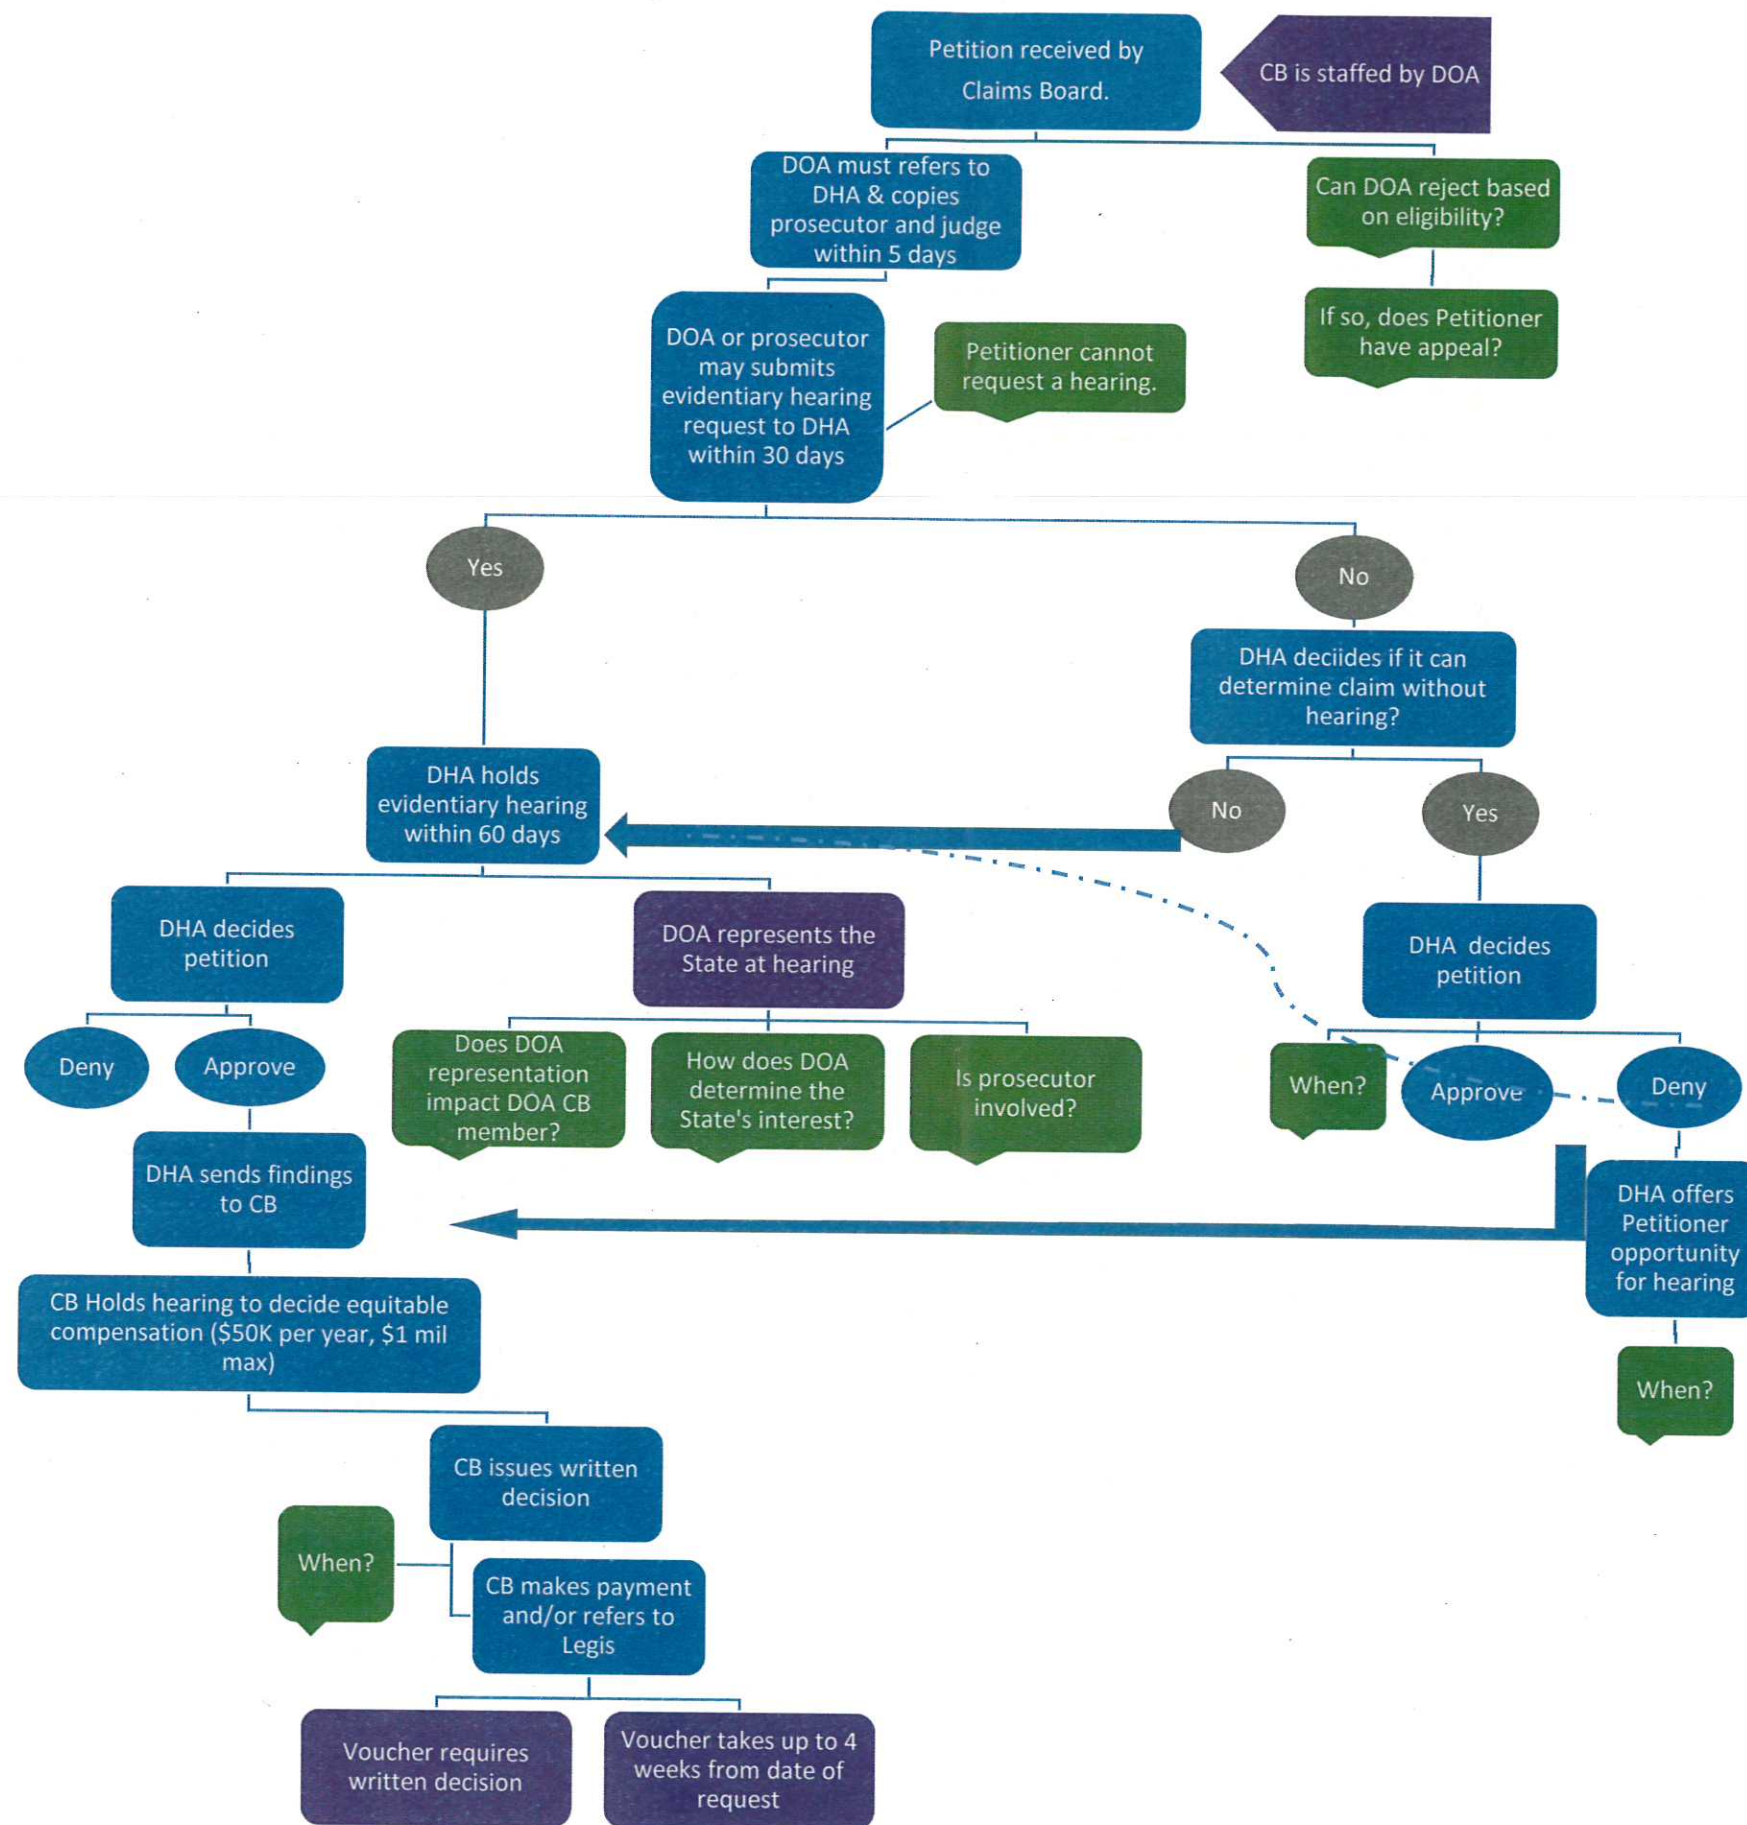 Petition received by
Claims Board.
CB is staffed by DOA
DOA must refers to
DHA & copies
prosecutor and judge
within 5 days
Can DOA reject based
on eligibility?
If so, does Petitioner
have appeal?
DOA or prosecutor
may submits
evidentiary hearing
request to DHA
within 30 days
Petitioner cannot
request a hearing.
Yes
No
DHA deciides if it can
determine claim without
hearing?
No
Yes
DHA holds
evidentiary hearing
within 60 days
DHA decides
petition
DOA represents the
State at hearing
DHA decides
petition
Deny
Approve
Does DOA
representation
impact DOA CB
member?
How does DOA
determine the
State's interest?
Is prosecutor
involved?
When?
Approve
Deny
DHA sends findings
to CB
DHA offers
Petitioner
opportunity
for hearing
CB Holds hearing to decide equitable
compensation ($50K per year, $1 mil
max)
When?
CB issues written
decision
When?
CB makes payment
and/or refers to
Legis
Voucher requires
written decision
Voucher takes up to 4
weeks from date of
request